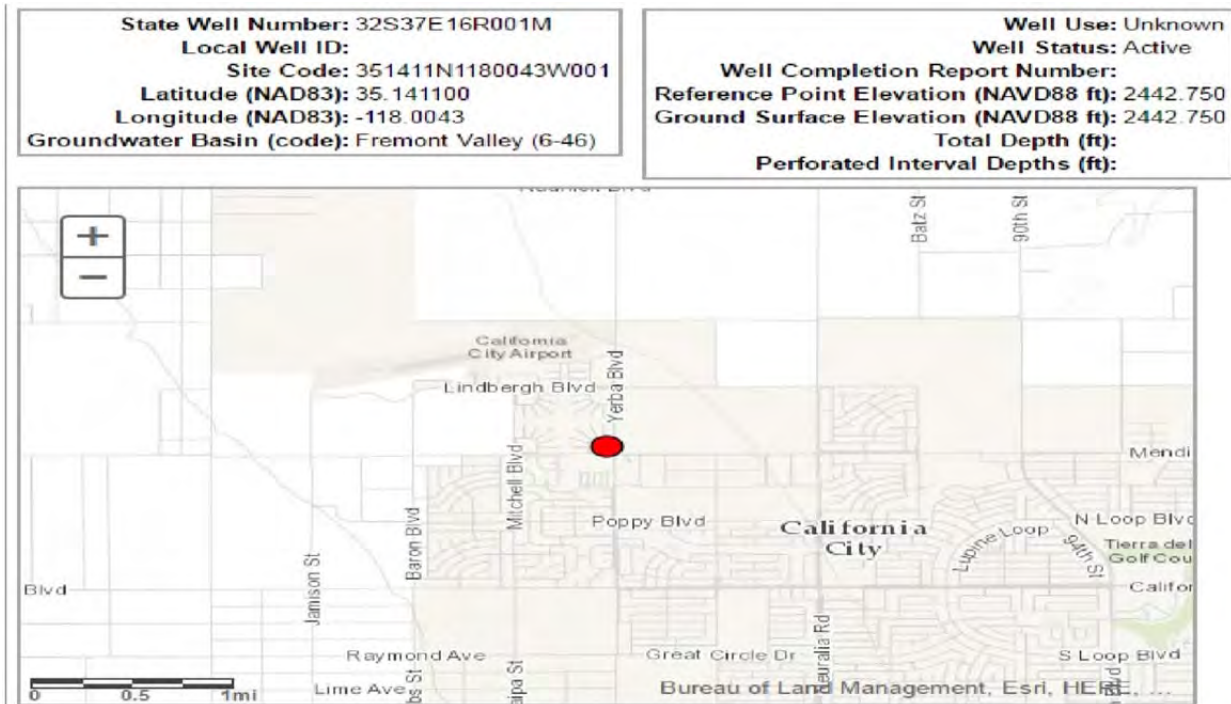 State Well Number: 32S37E16R001M
Local Well ID:
Site Code: 351411N1180043W001
Latitude (NAD83): 35.141100
Longitude (NAD83): -118.0043
Groundwater Basin (code): Fremont Valley (6-46)
Well Use: Unknown
Well Status: Active
Well Completion Report Number:
Reference Point Elevation (NAVD88 ft): 2442.750
Ground Surface Elevation (NAVD88 ft): 2442.750
Total Depth (ft):
Perforated Interval Depths (ft):
+
−
Batz St
90th St
California
City Airport
Lindbergh Blvd
Yerba Blvd
Mendi
Mitchell Blvd
Baron Blvd
Poppy Blvd
California
City
Lupine Loop
N Loop Blvd
94th St
Tierra del
Golf Cou
Jamison St
Blvd
Califor
Raymond Ave
Great Circle Dr
S Loop Blvd
Lime Ave
0 0.5 1mi
Bureau of Land Management, Esri, HERE, ...